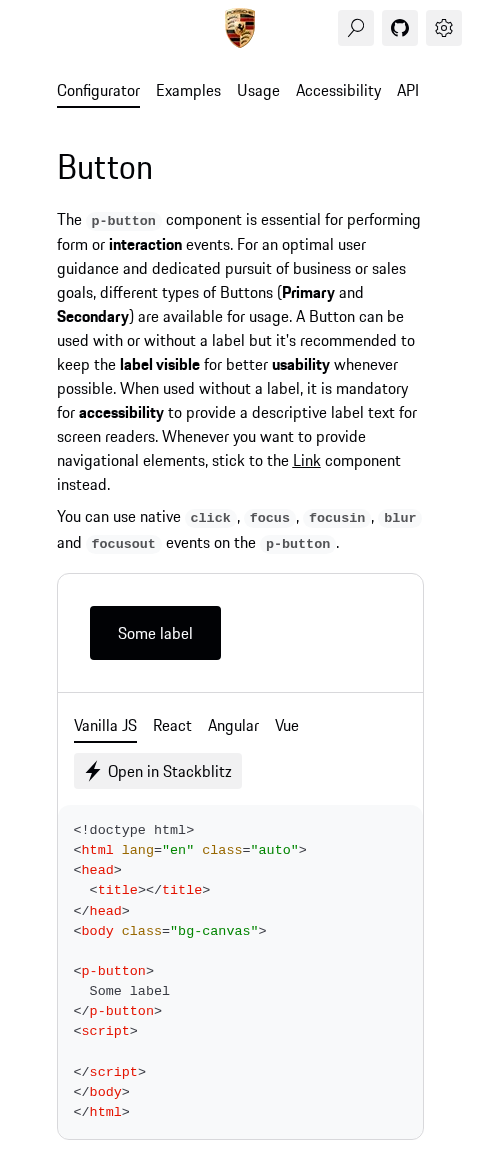 PORSCHE
Configurator Examples Usage Accessibility API
Button
The p-button component is essential for performing
form or interaction events. For an optimal user
guidance and dedicated pursuit of business or sales
goals, different types of Buttons (Primary and
Secondary) are available for usage. A Button can be
used with or without a label but it's recommended to
keep the label visible for better usability whenever
possible. When used without a label, it is mandatory
for accessibility to provide a descriptive label text for
screen readers. Whenever you want to provide
navigational elements, stick to the Link component
instead.
You can use native click , focus , focusin , blur
and focusout events on the p-button .
Some label
Vanilla JS React Angular Vue
Open in Stackblitz
<!doctype html>
<html lang="en" class="auto">
<head>
  <title></title>
</head>
<body class="bg-canvas">
<p-button>
  Some label
</p-button>
<script>
</script>
</body>
</html>